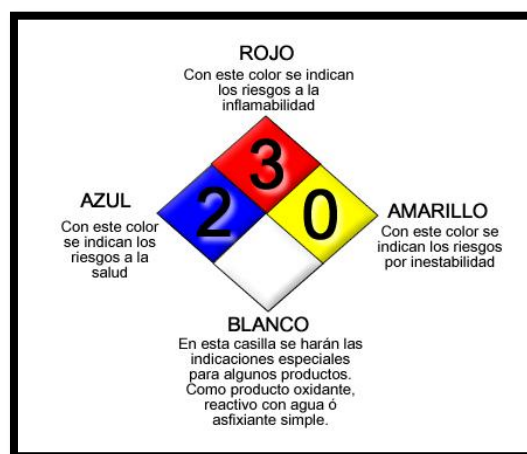 ROJO
Con este color se indican
los riesgos a la
inflamabilidad
3
AZUL
Con este color
se indican los
riesgos a la
salud
2
0
AMARILLO
Con este color se
indican los riesgos
por inestabilidad
BLANCO
En esta casilla se harán las
indicaciones especiales
para algunos productos.
Como producto oxidante,
reactivo con agua ó
asfixiante simple.